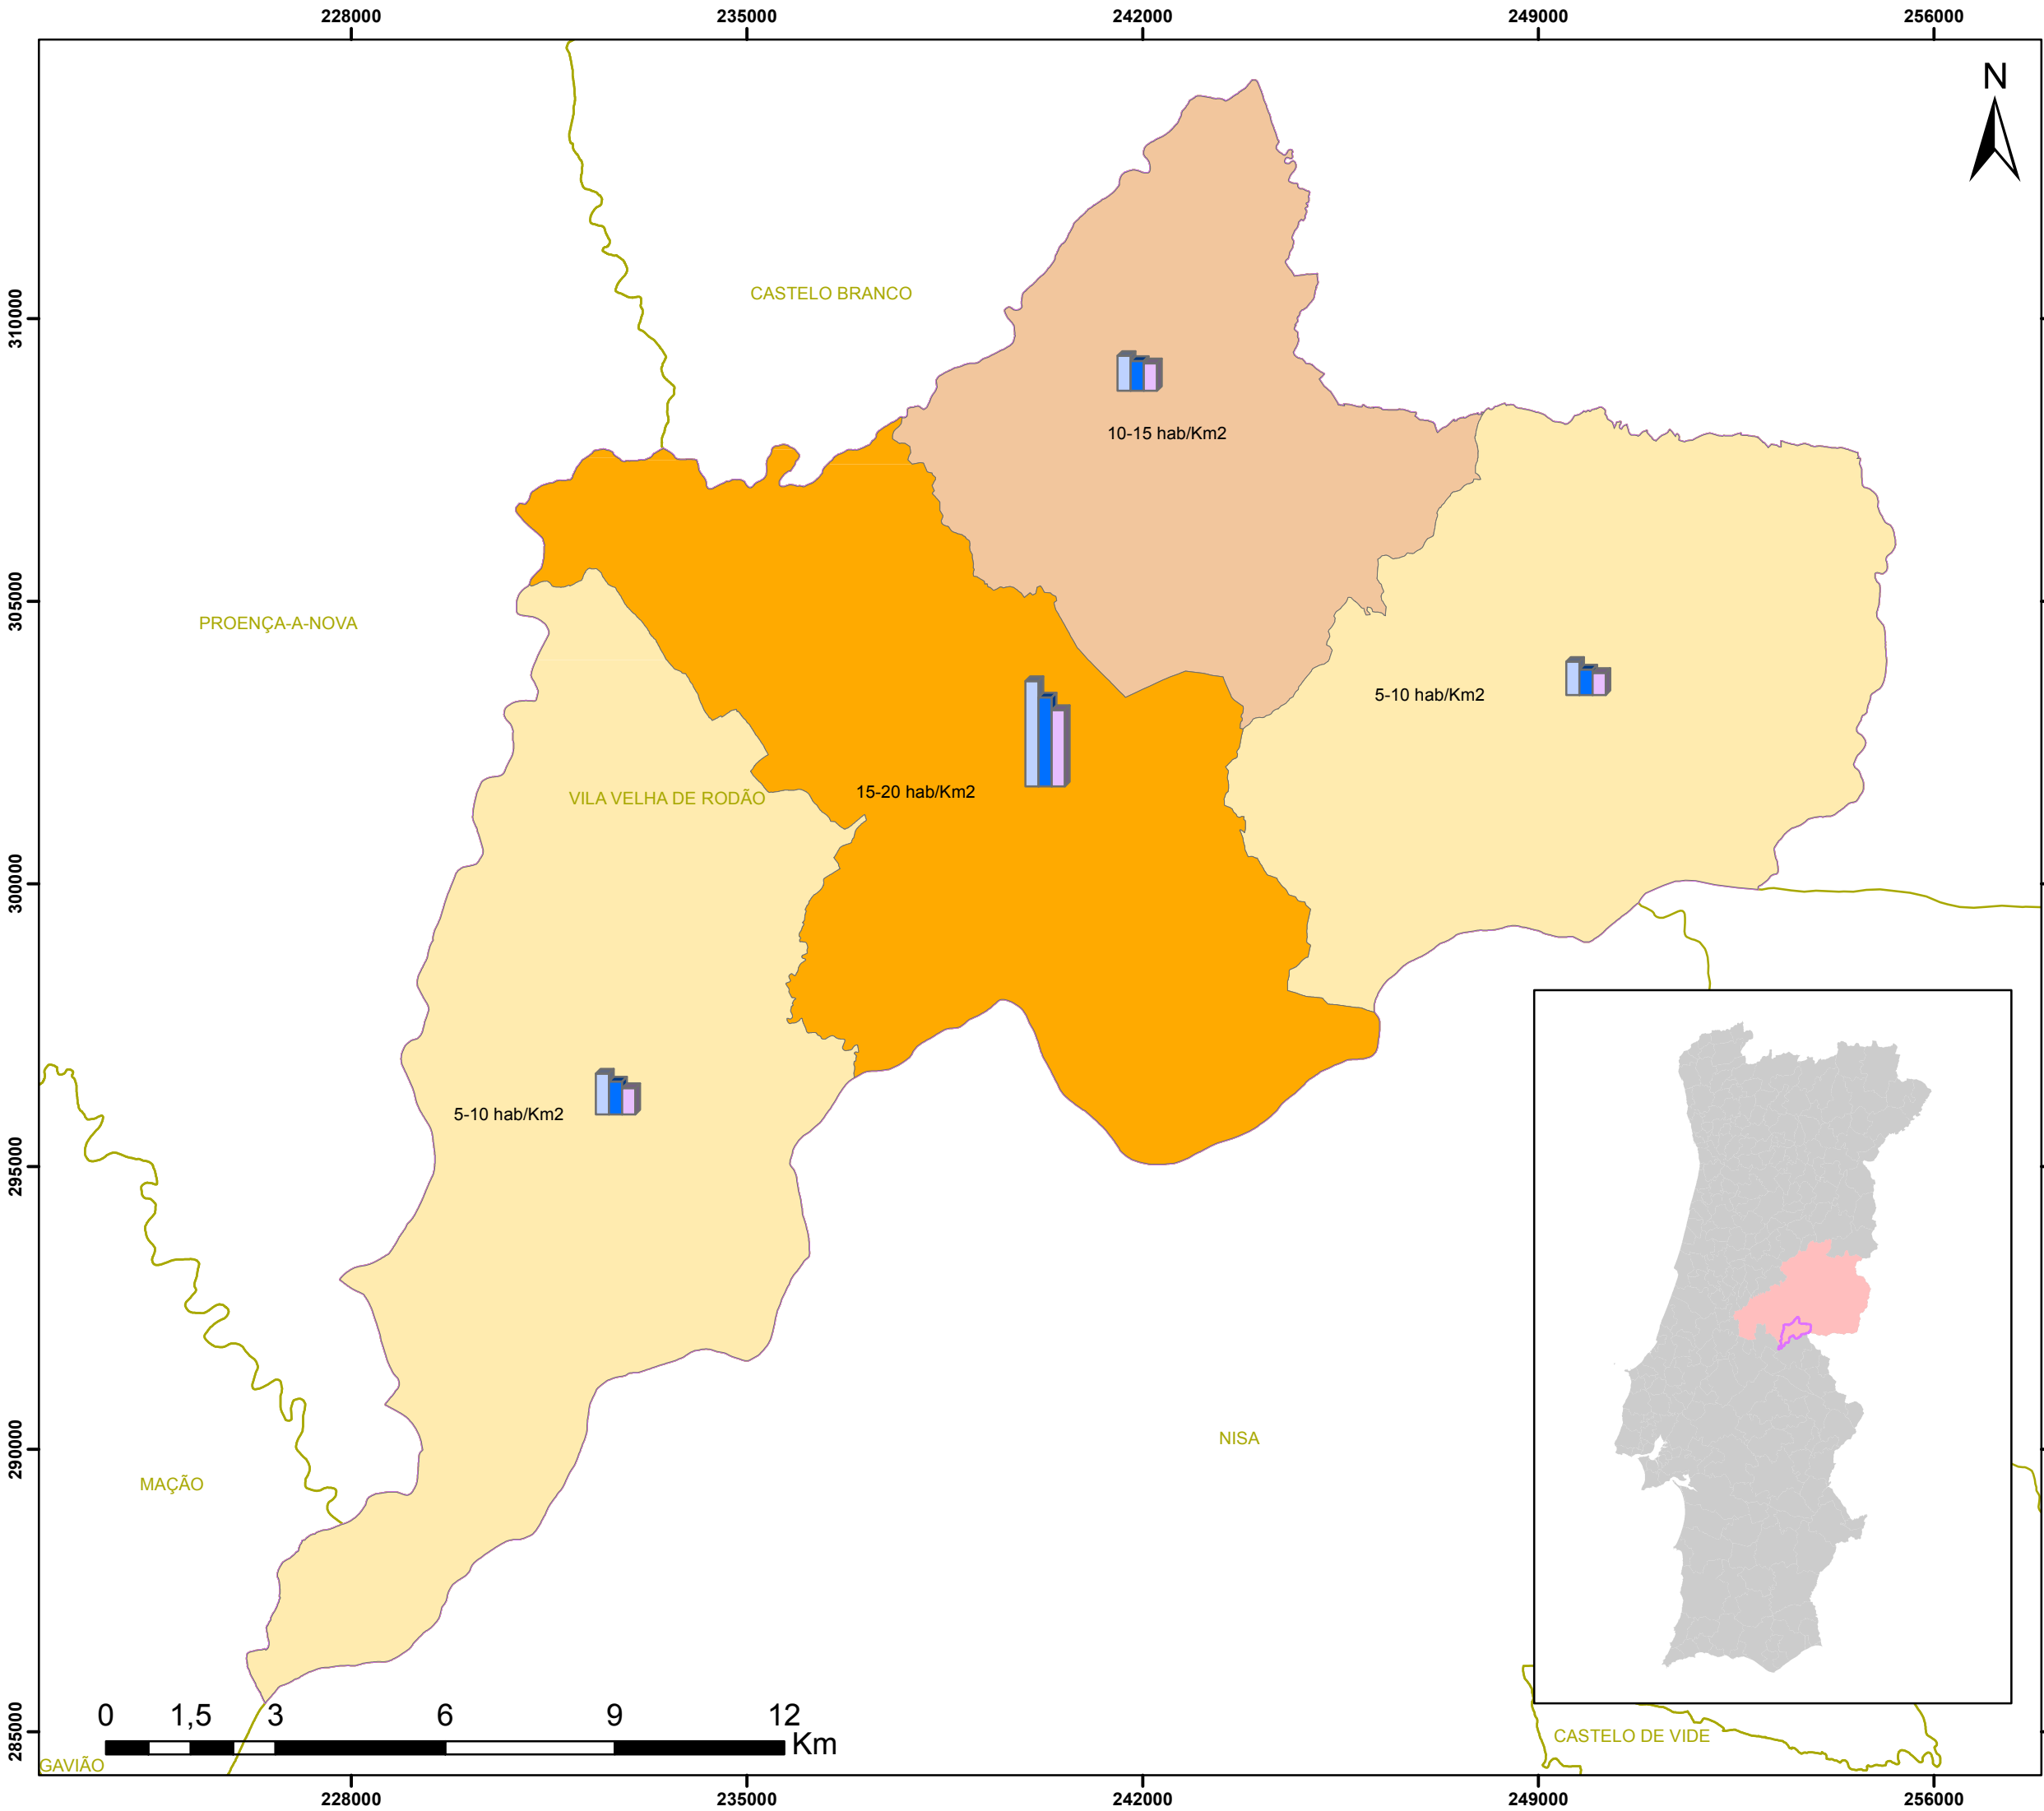 228000 235000 242000 249000 256000
N
CASTELO BRANCO
310000
10-15 hab/Km2
305000
PROENÇA-A-NOVA
5-10 hab/Km2
15-20 hab/Km2
VILA VELHA DE RODÃO
300000
5-10 hab/Km2
295000
NISA
290000
MAÇÃO
0 1,5 3 6 9 12
Km
285000
CASTELO DE VIDE
GAVIÃO
228000 235000 242000 249000 256000